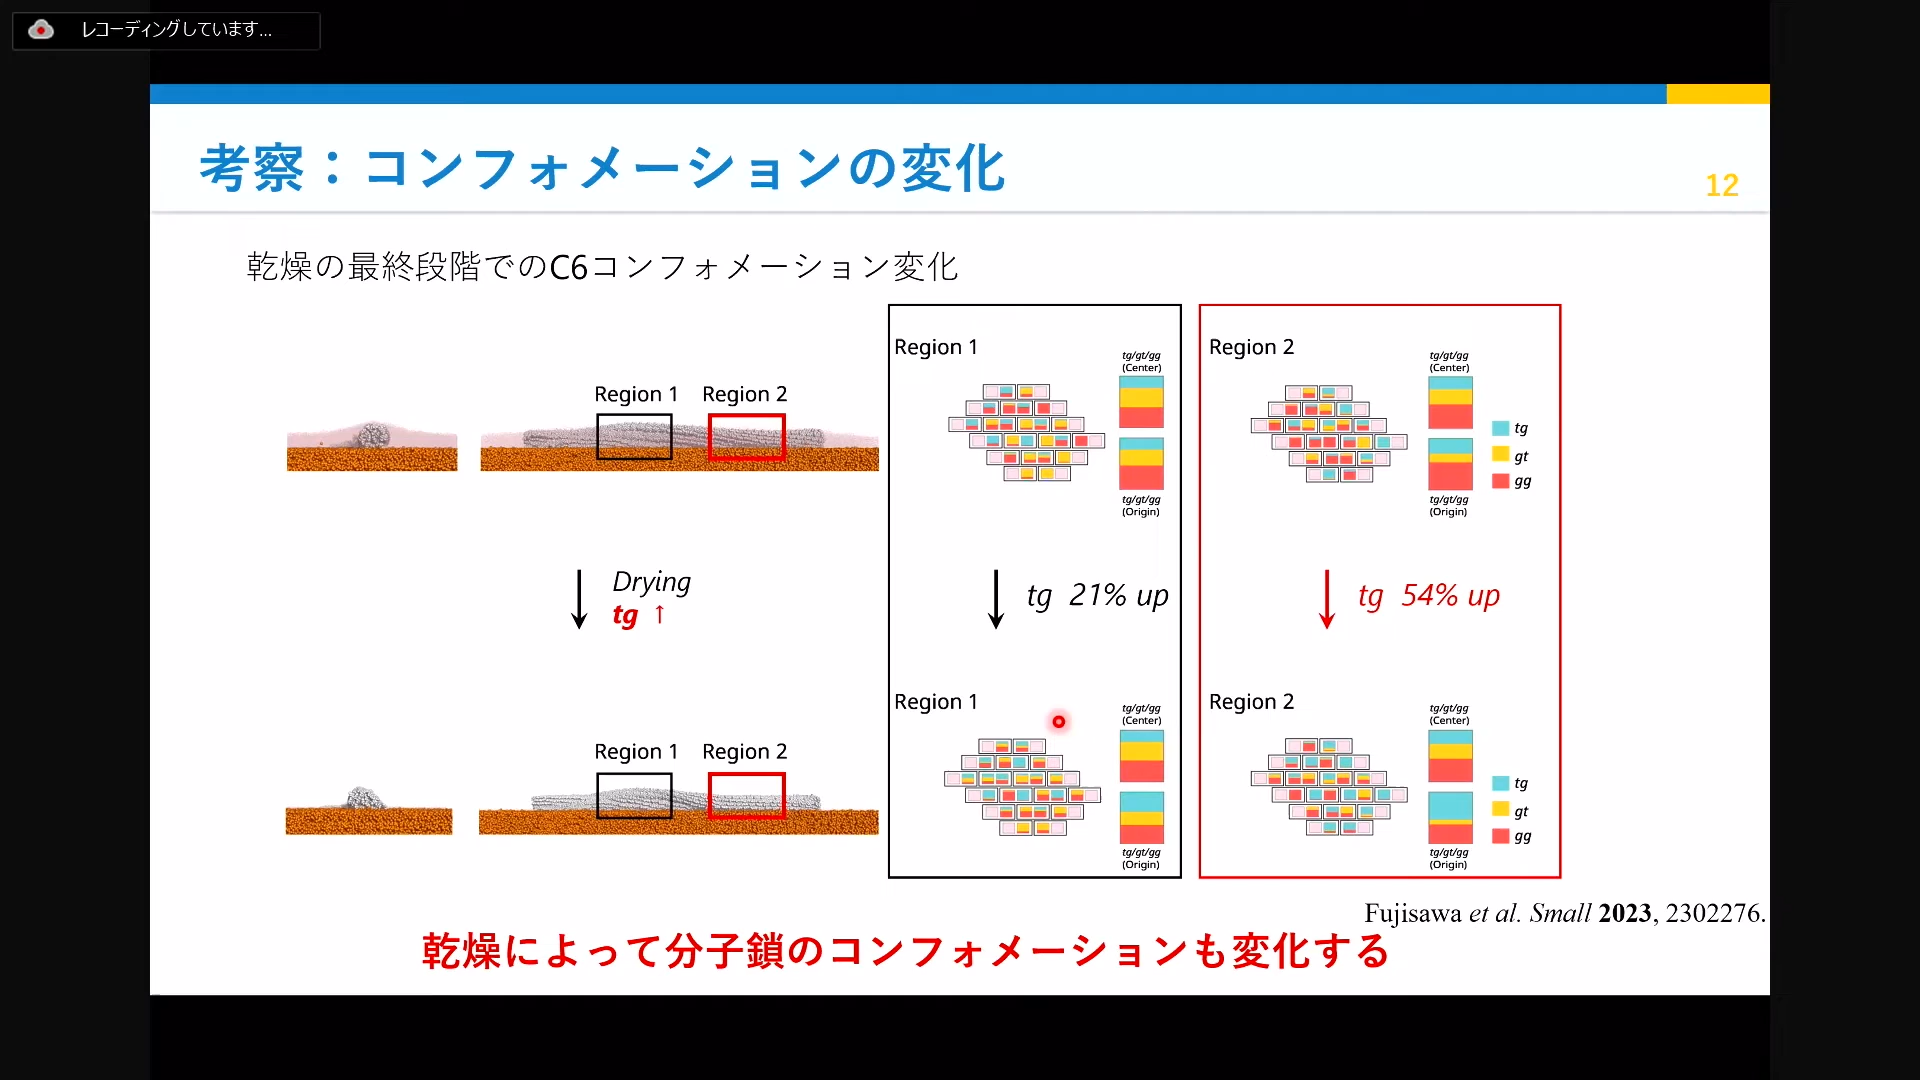 レコーディングしています...
考察：コンフォメーションの変化
12
乾燥の最終段階でのC6コンフォメーション変化
Region 1
Region 2
Drying
tg ↑
Region 1
Region 2
Region 1
tg/gt/gg
(Center)
tg/gt/gg
(Origin)
tg 21% up
Region 1
tg/gt/gg
(Center)
tg/gt/gg
(Origin)
Region 2
tg/gt/gg
(Center)
tg
gt
gg
tg/gt/gg
(Origin)
tg 54% up
Region 2
tg/gt/gg
(Center)
tg
gt
gg
tg/gt/gg
(Origin)
Fujisawa et al. Small 2023, 2302276.
乾燥によって分子鎖のコンフォメーションも変化する